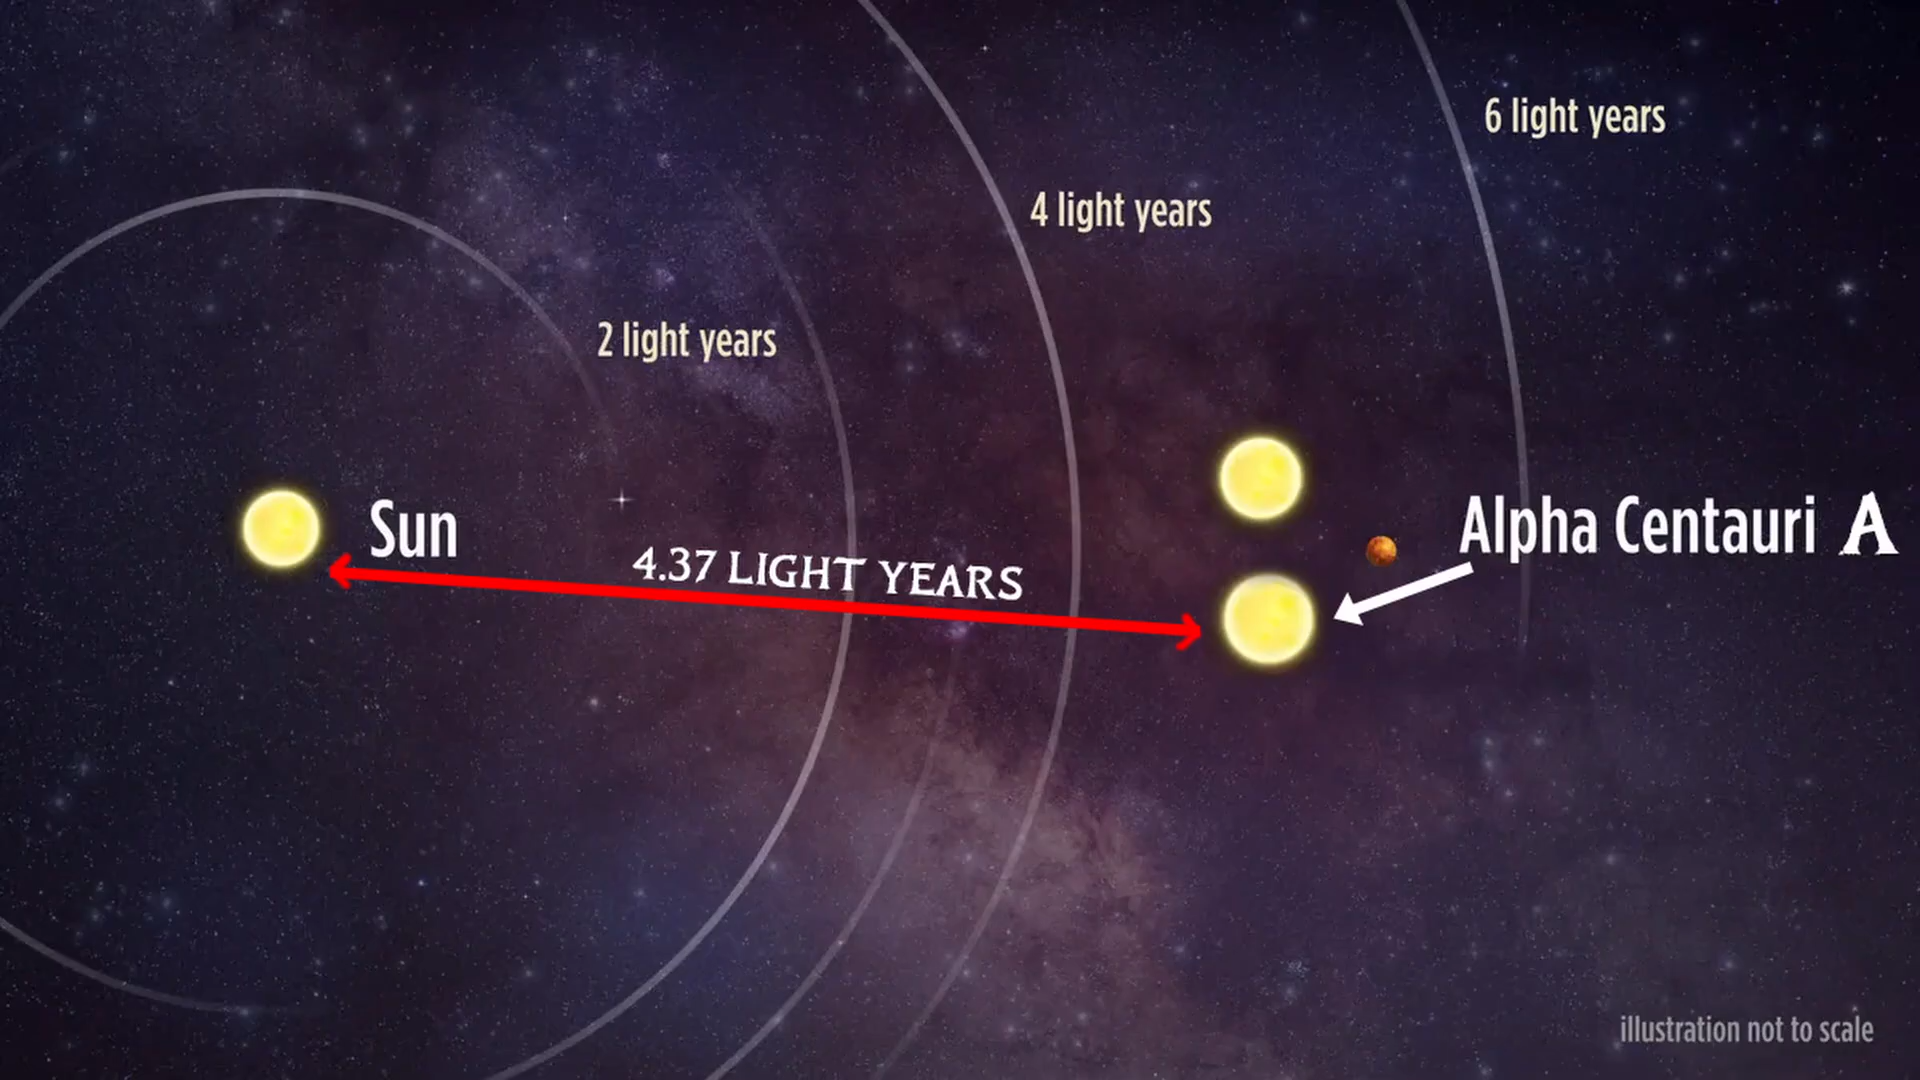 6 light years
4 light years
2 light years
Sun
Alpha Centauri A
4.37 LIGHT YEARS
illustration not to scale